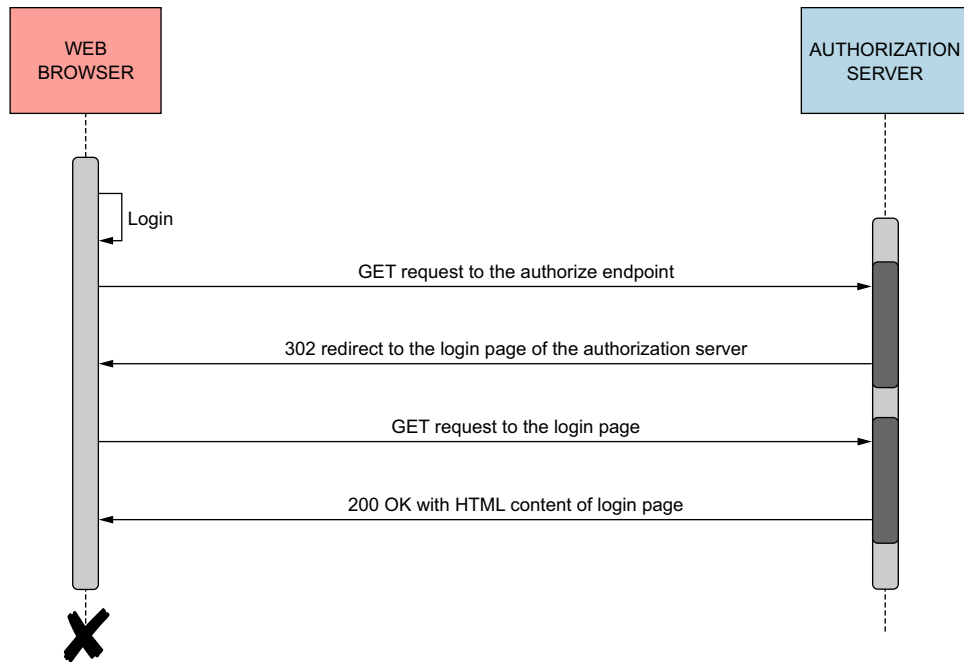 WEB
BROWSER
AUTHORIZATION
SERVER
Login
GET request to the authorize endpoint
302 redirect to the login page of the authorization server
GET request to the login page
200 OK with HTML content of login page